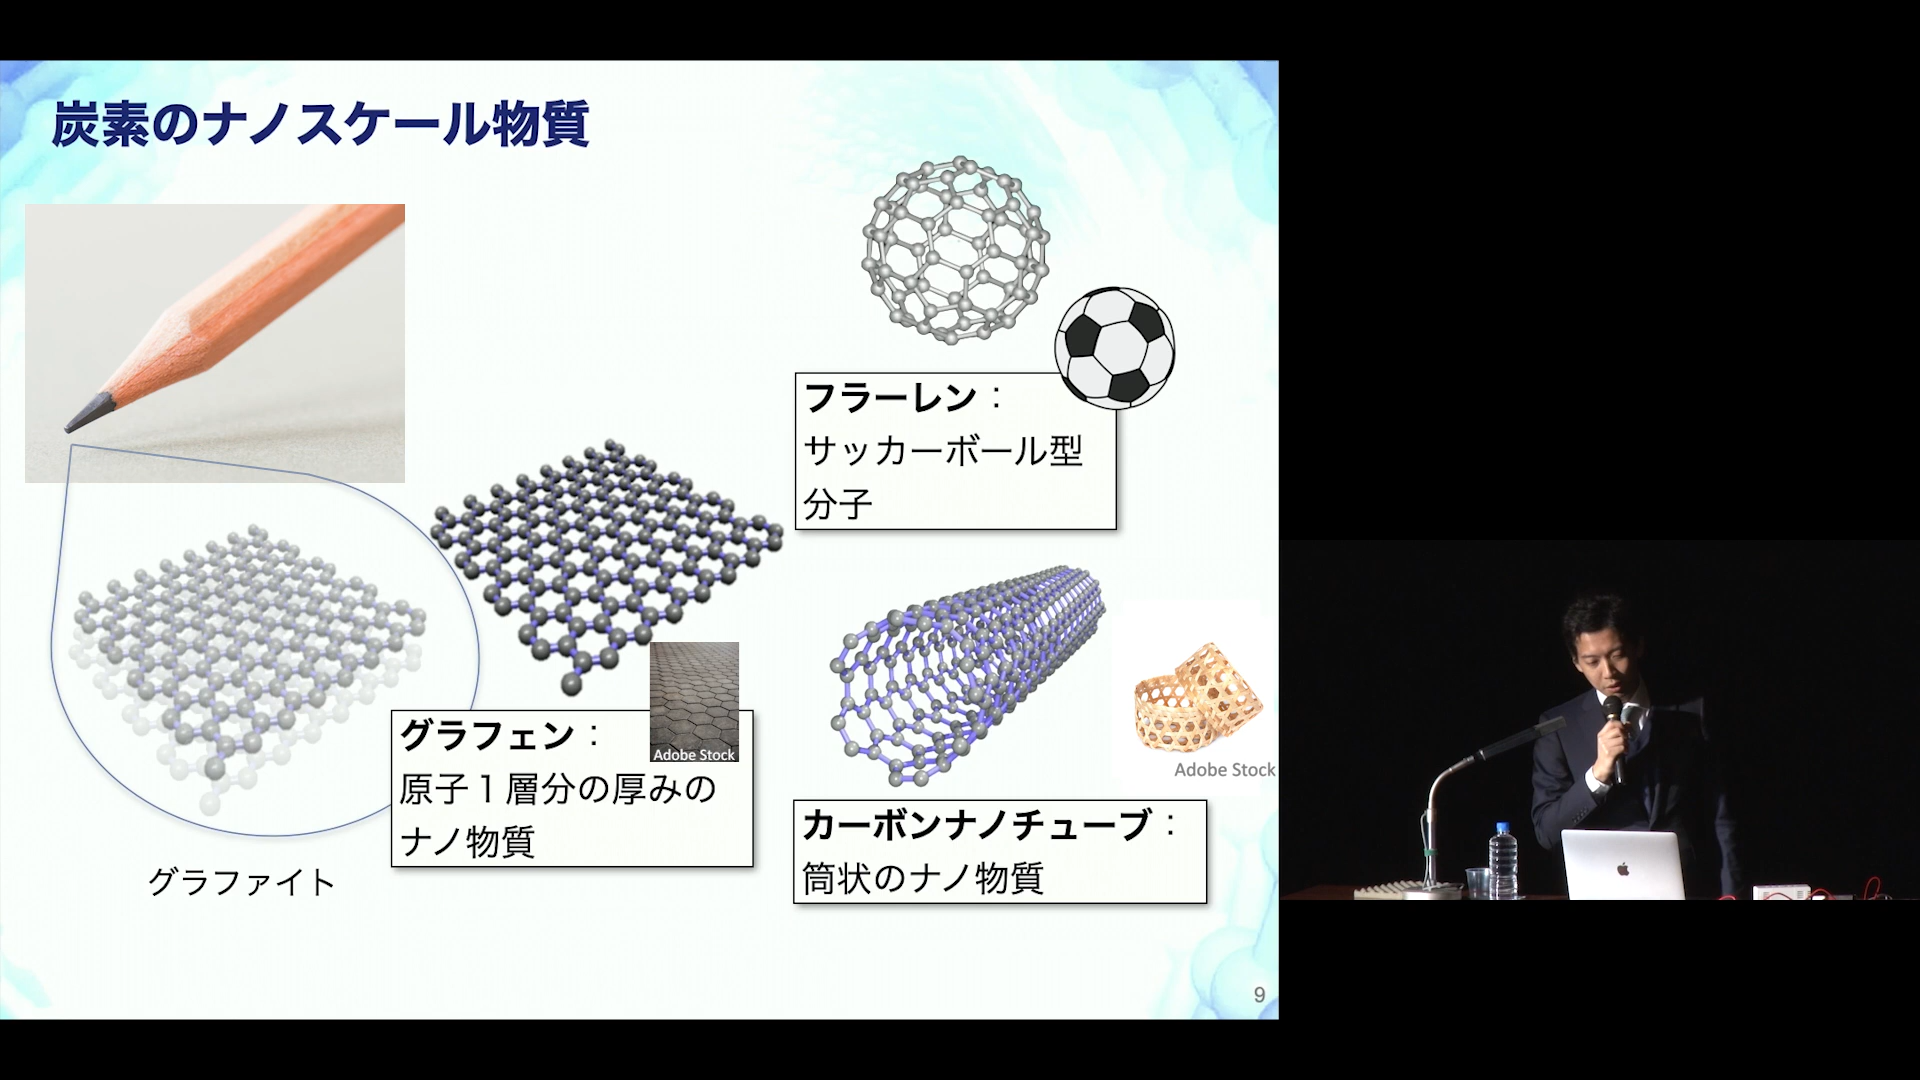 炭素のナノスケール物質
フラーレン：
サッカーボール型
分子
グラフェン：
Adobe Stock
原子１層分の厚みの
ナノ物質
Adobe Stock
カーボンナノチューブ：
筒状のナノ物質
グラファイト
9